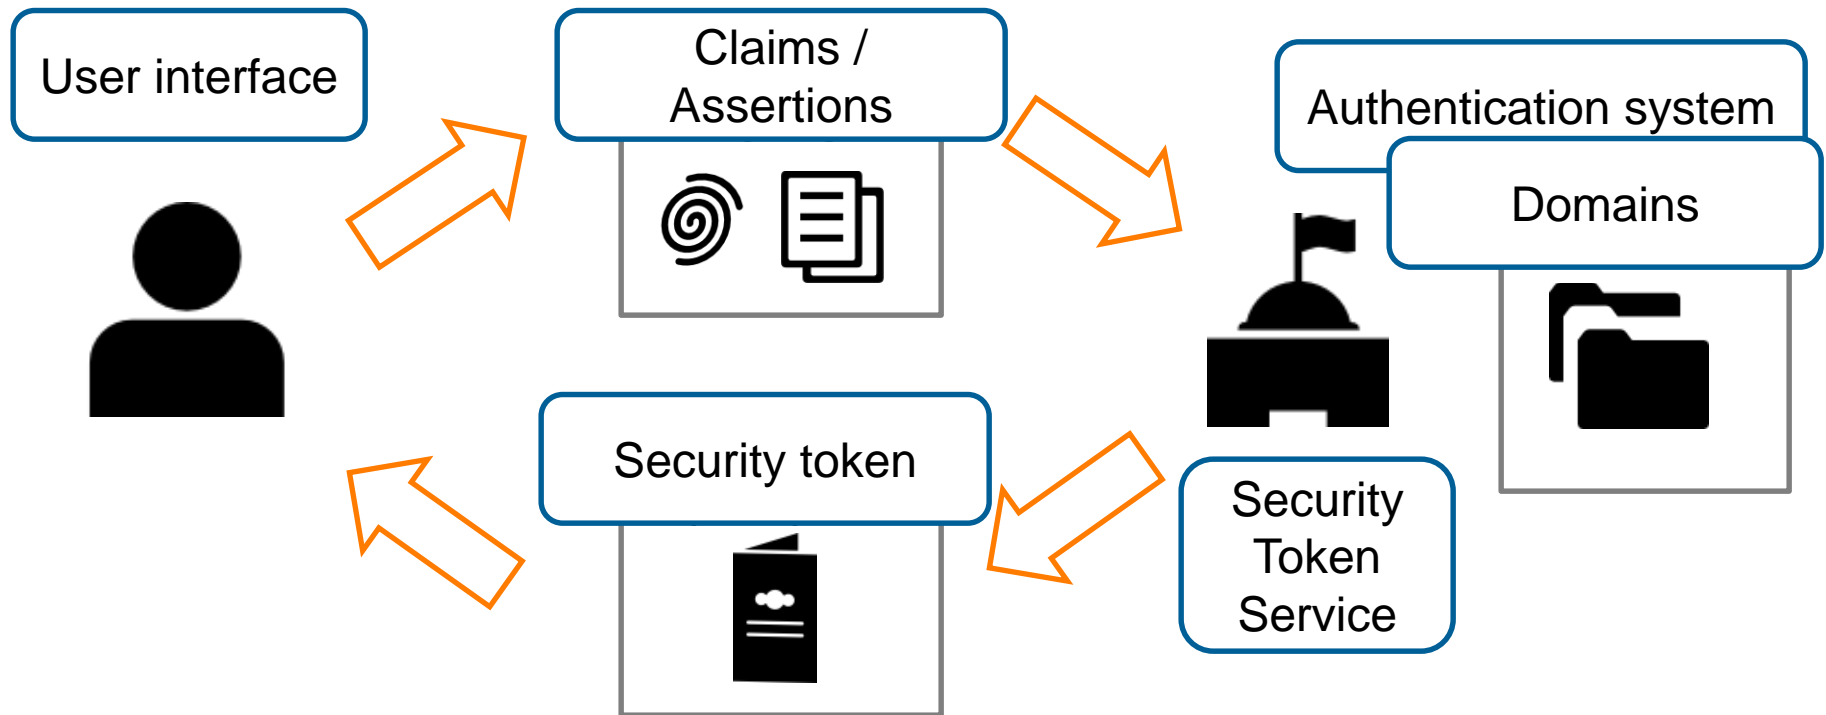 User interface
Claims /
Assertions
Authentication system
Domains
Security token
Security
Token
Service